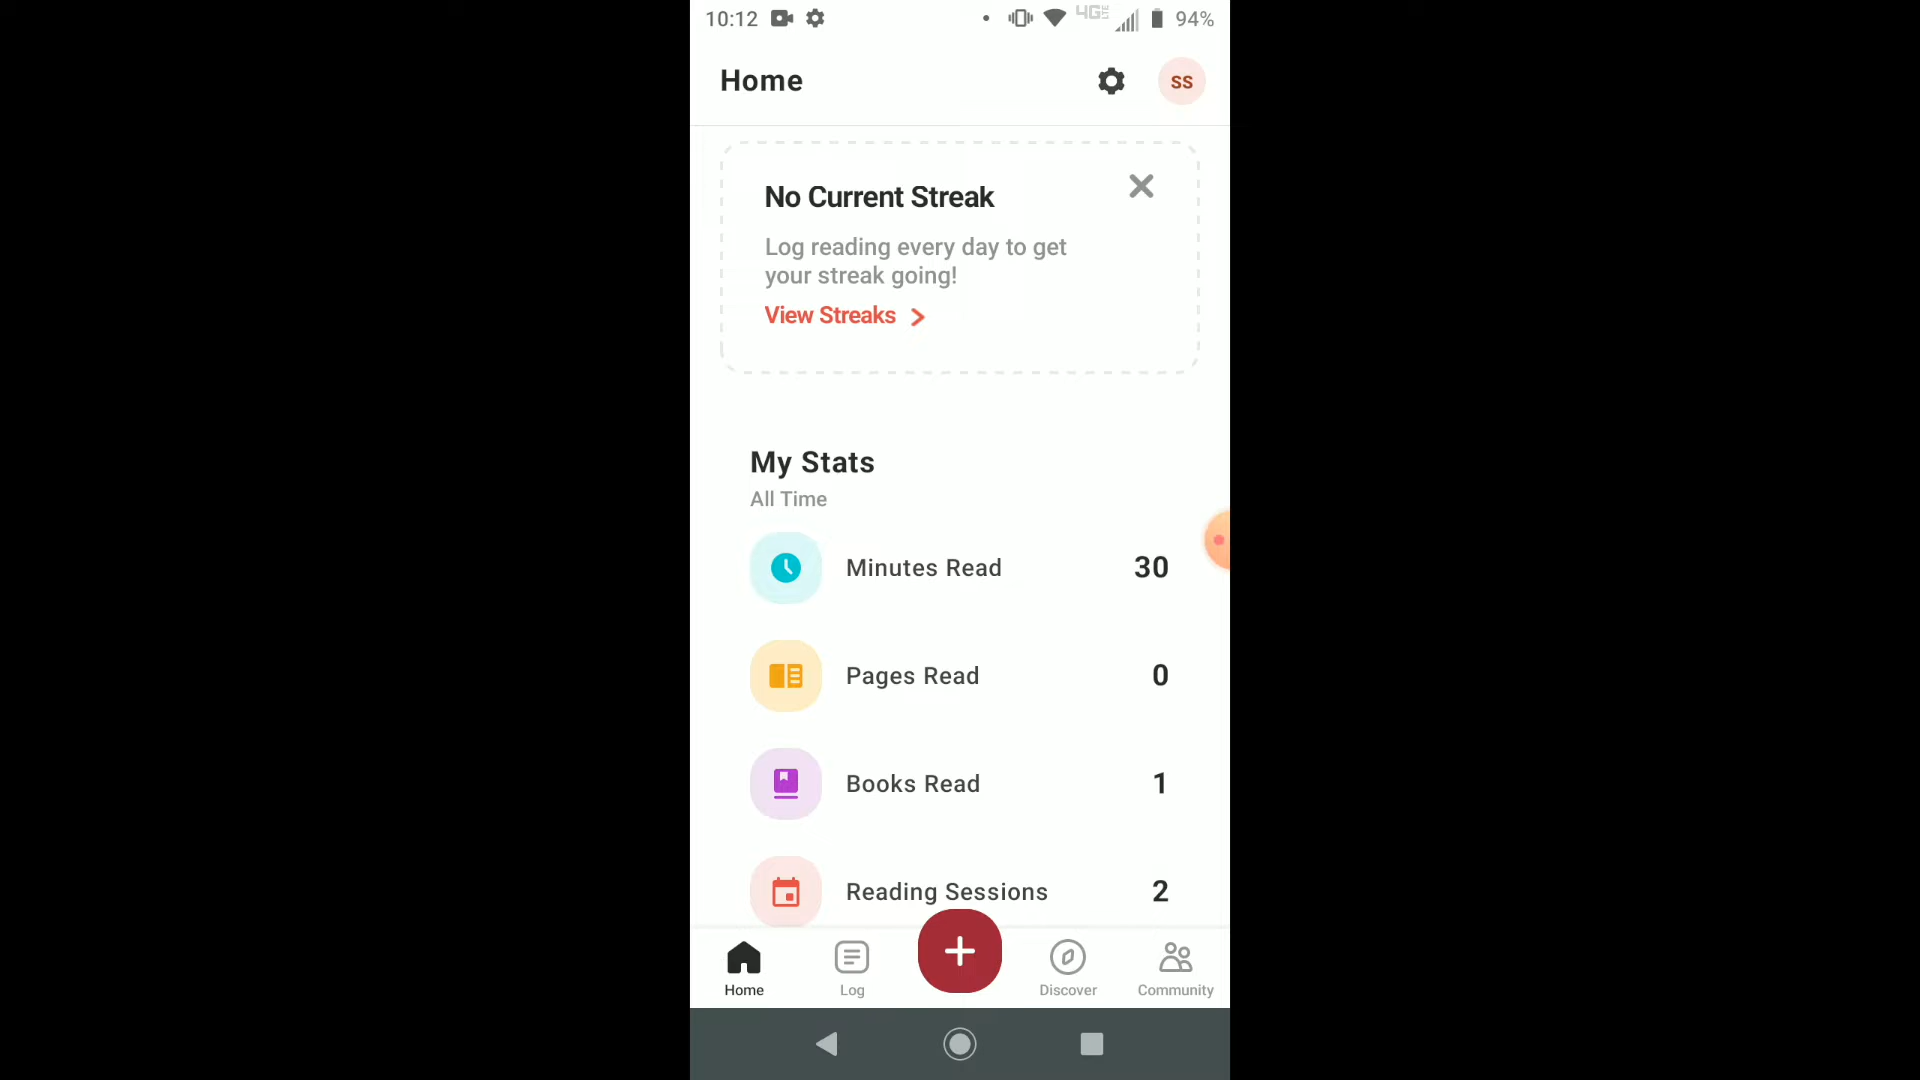 10:12
4G LTE
94%
Home
SS
No Current Streak
Log reading every day to get
your streak going!
View Streaks
My Stats
All Time
Minutes Read 30
Pages Read 0
Books Read 1
Reading Sessions 2
Home
Log
Discover
Community